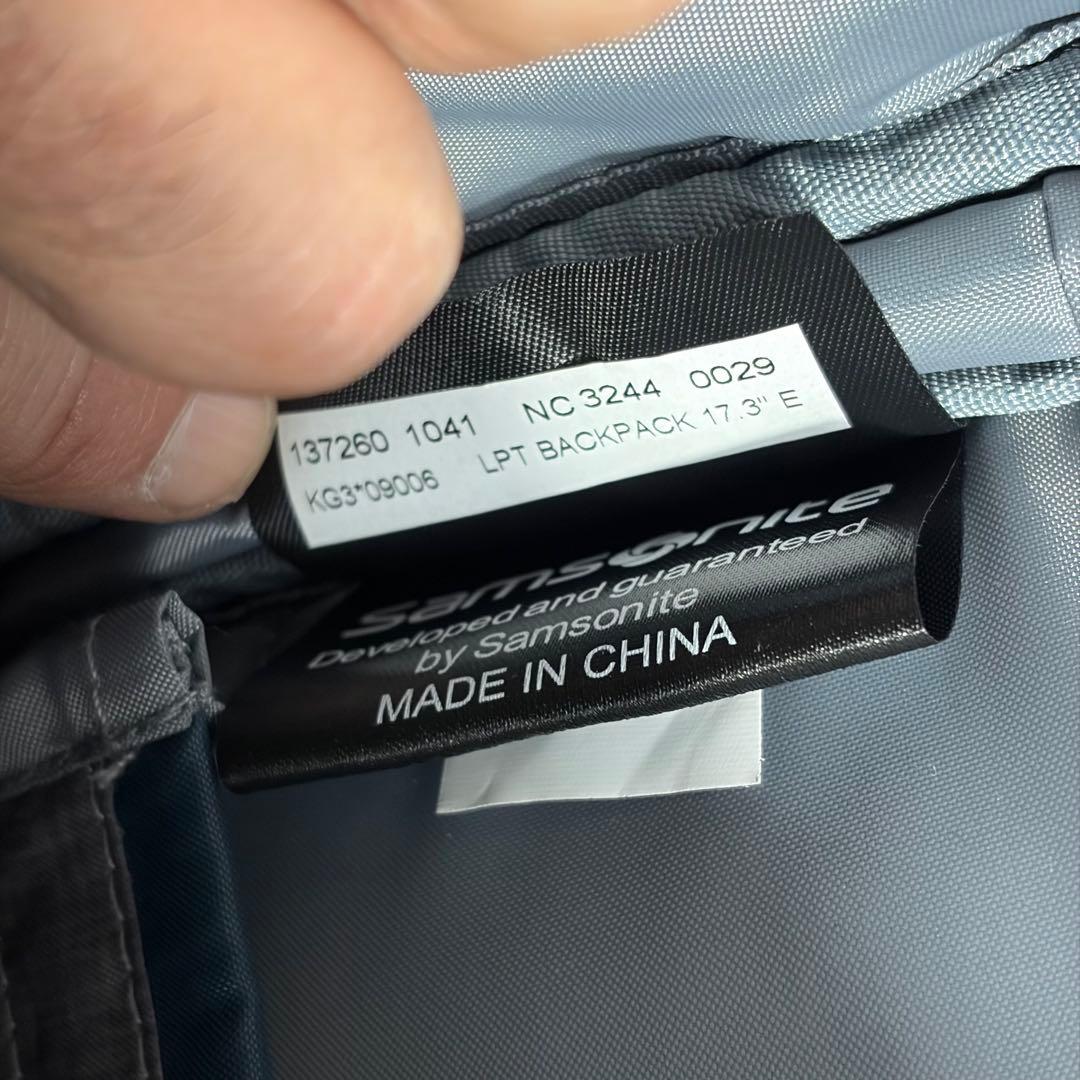 137260 1041 NC 3244 0029
KG3*09006 LPT BACKPACK 17.3" E
Samsonite
Developed and guaranteed
by Samsonite
MADE IN CHINA